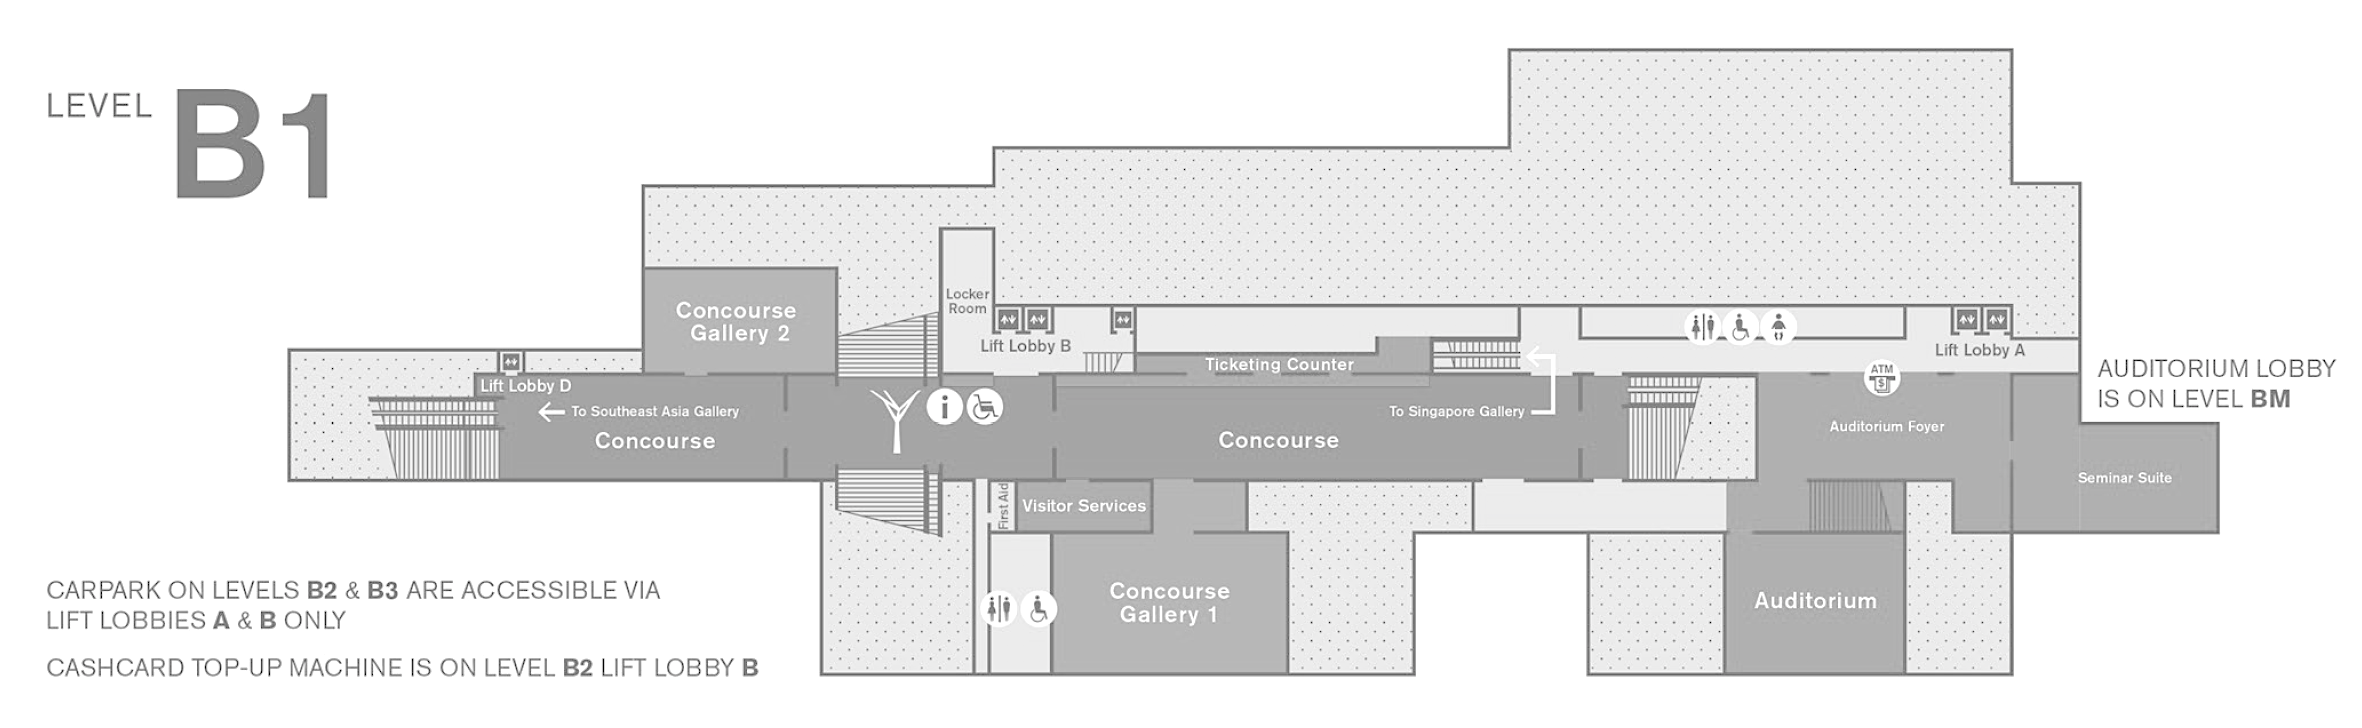 LEVEL B1
Concourse
Gallery 2
Locker
Room
Lift Lobby B
Ticketing Counter
Lift Lobby A
ATM
$
Lift Lobby D
To Southeast Asia Gallery
Concourse
i
To Singapore Gallery
Concourse
Auditorium Foyer
Seminar Suite
AUDITORIUM LOBBY
IS ON LEVEL BM
First Aid
Visitor Services
Concourse
Gallery 1
Auditorium
CARPARK ON LEVELS B2 & B3 ARE ACCESSIBLE VIA
LIFT LOBBIES A & B ONLY
CASHCARD TOP-UP MACHINE IS ON LEVEL B2 LIFT LOBBY B